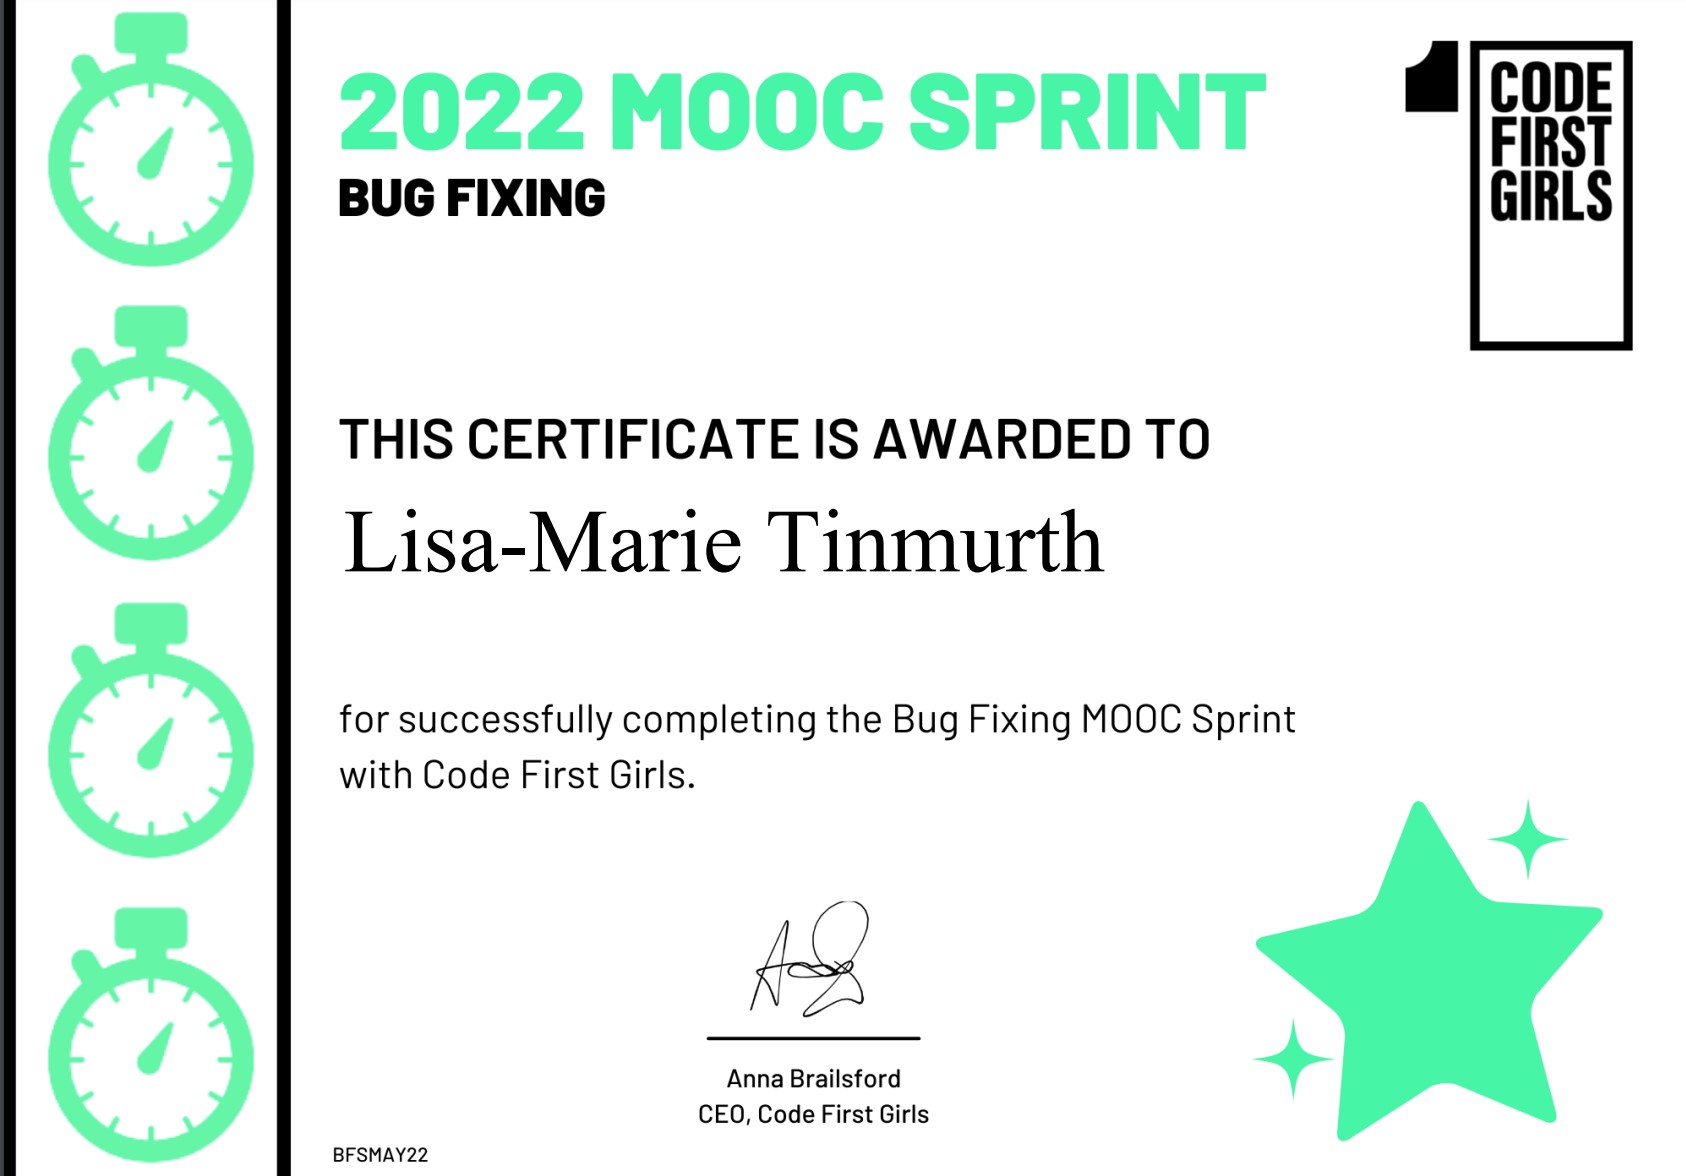 2022 MOOC SPRINT
BUG FIXING
CODE
FIRST
GIRLS
THIS CERTIFICATE IS AWARDED TO
Lisa-Marie Tinmurth
for successfully completing the Bug Fixing MOOC Sprint
with Code First Girls.
Anna Brailsford
CEO, Code First Girls
BFSMAY22